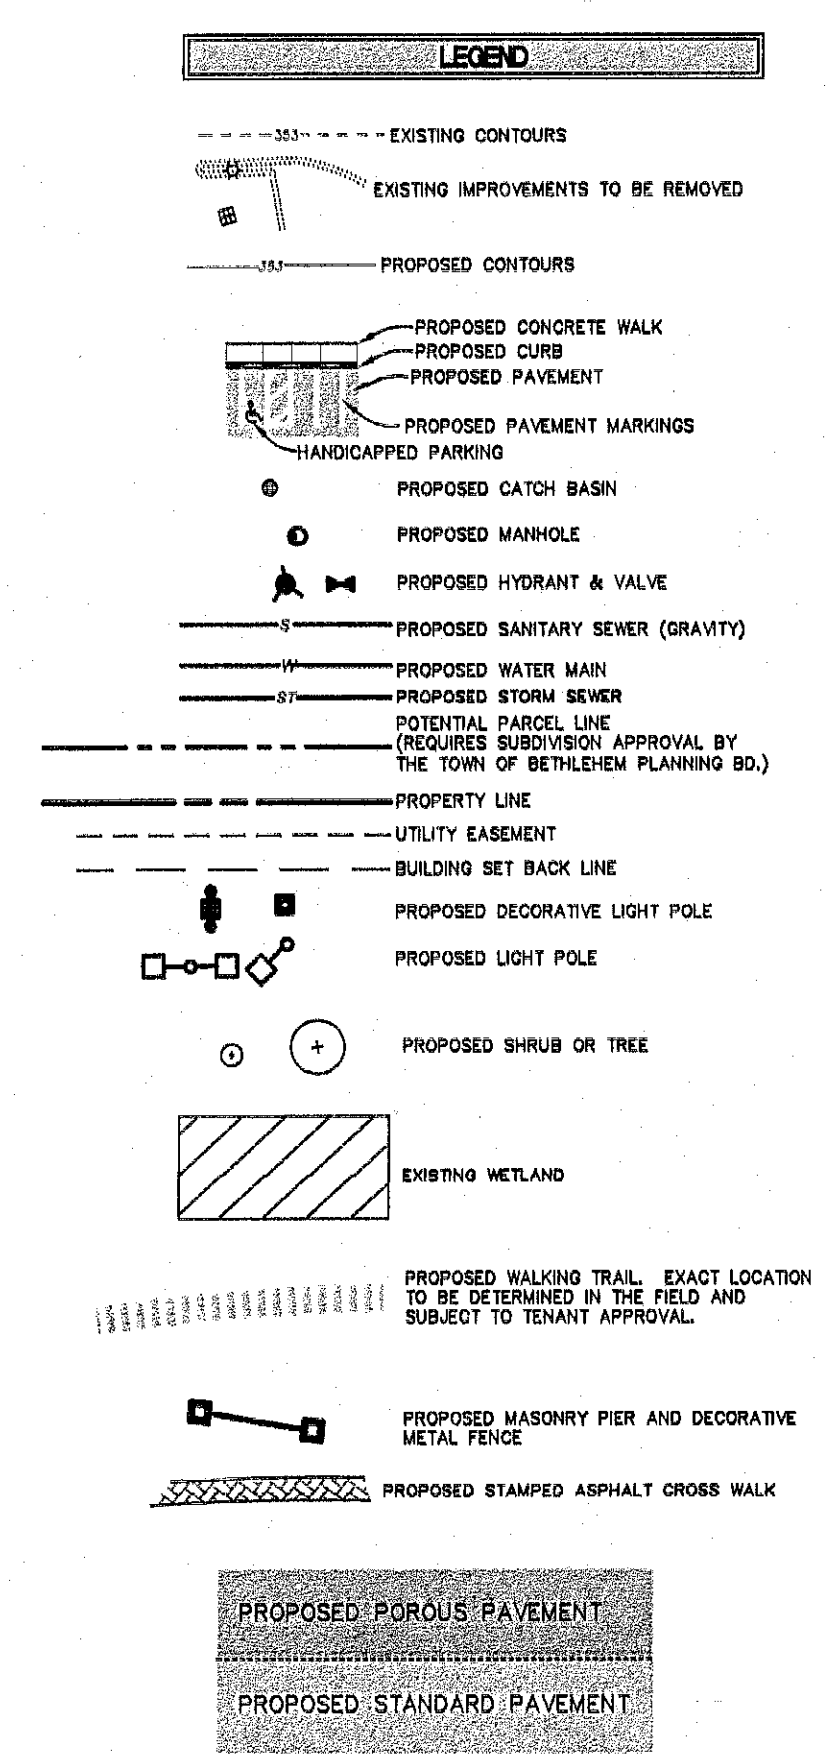 LEGEND
353 EXISTING CONTOURS
EXISTING IMPROVEMENTS TO BE REMOVED
353 PROPOSED CONTOURS
PROPOSED CONCRETE WALK
PROPOSED CURB
PROPOSED PAVEMENT
PROPOSED PAVEMENT MARKINGS
HANDICAPPED PARKING
PROPOSED CATCH BASIN
PROPOSED MANHOLE
PROPOSED HYDRANT & VALVE
S PROPOSED SANITARY SEWER (GRAVITY)
W PROPOSED WATER MAIN
ST PROPOSED STORM SEWER
POTENTIAL PARCEL LINE
(REQUIRES SUBDIVISION APPROVAL BY
THE TOWN OF BETHLEHEM PLANNING BD.)
PROPERTY LINE
UTILITY EASEMENT
BUILDING SET BACK LINE
PROPOSED DECORATIVE LIGHT POLE
PROPOSED LIGHT POLE
PROPOSED SHRUB OR TREE
EXISTING WETLAND
PROPOSED WALKING TRAIL. EXACT LOCATION
TO BE DETERMINED IN THE FIELD AND
SUBJECT TO TENANT APPROVAL.
PROPOSED MASONRY PIER AND DECORATIVE
METAL FENCE
PROPOSED STAMPED ASPHALT CROSS WALK
PROPOSED POROUS PAVEMENT
PROPOSED STANDARD PAVEMENT